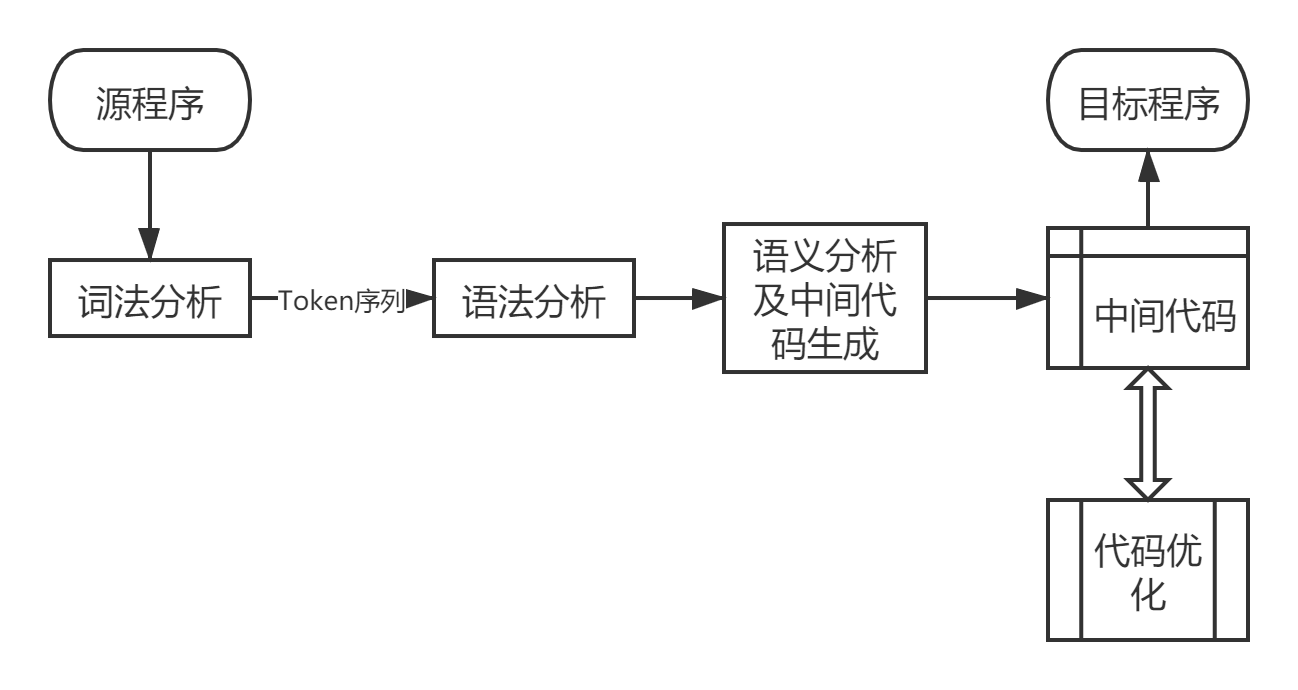 源程序
目标程序
词法分析
Token序列
语法分析
语义分析
及中间代
码生成
中间代码
代码优
化